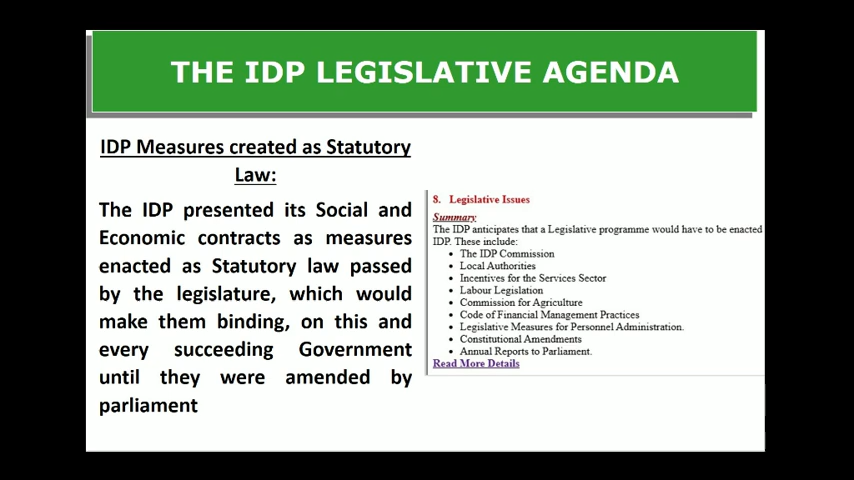 THE IDP LEGISLATIVE AGENDA
IDP Measures created as Statutory
Law:
The IDP presented its Social and
Economic contracts as measures
enacted as Statutory law passed
by the legislature, which would
make them binding, on this and
every succeeding Government
until they were amended by
parliament
8. Legislative Issues
Summary
The IDP anticipates that a Legislative programme would have to be enacted
IDP. These include:
• The IDP Commission
• Local Authorities
• Incentives for the Services Sector
• Labour Legislation
• Commission for Agriculture
• Code of Financial Management Practices
• Legislative Measures for Personnel Administration.
• Constitutional Amendments
• Annual Reports to Parliament.
Read More Details